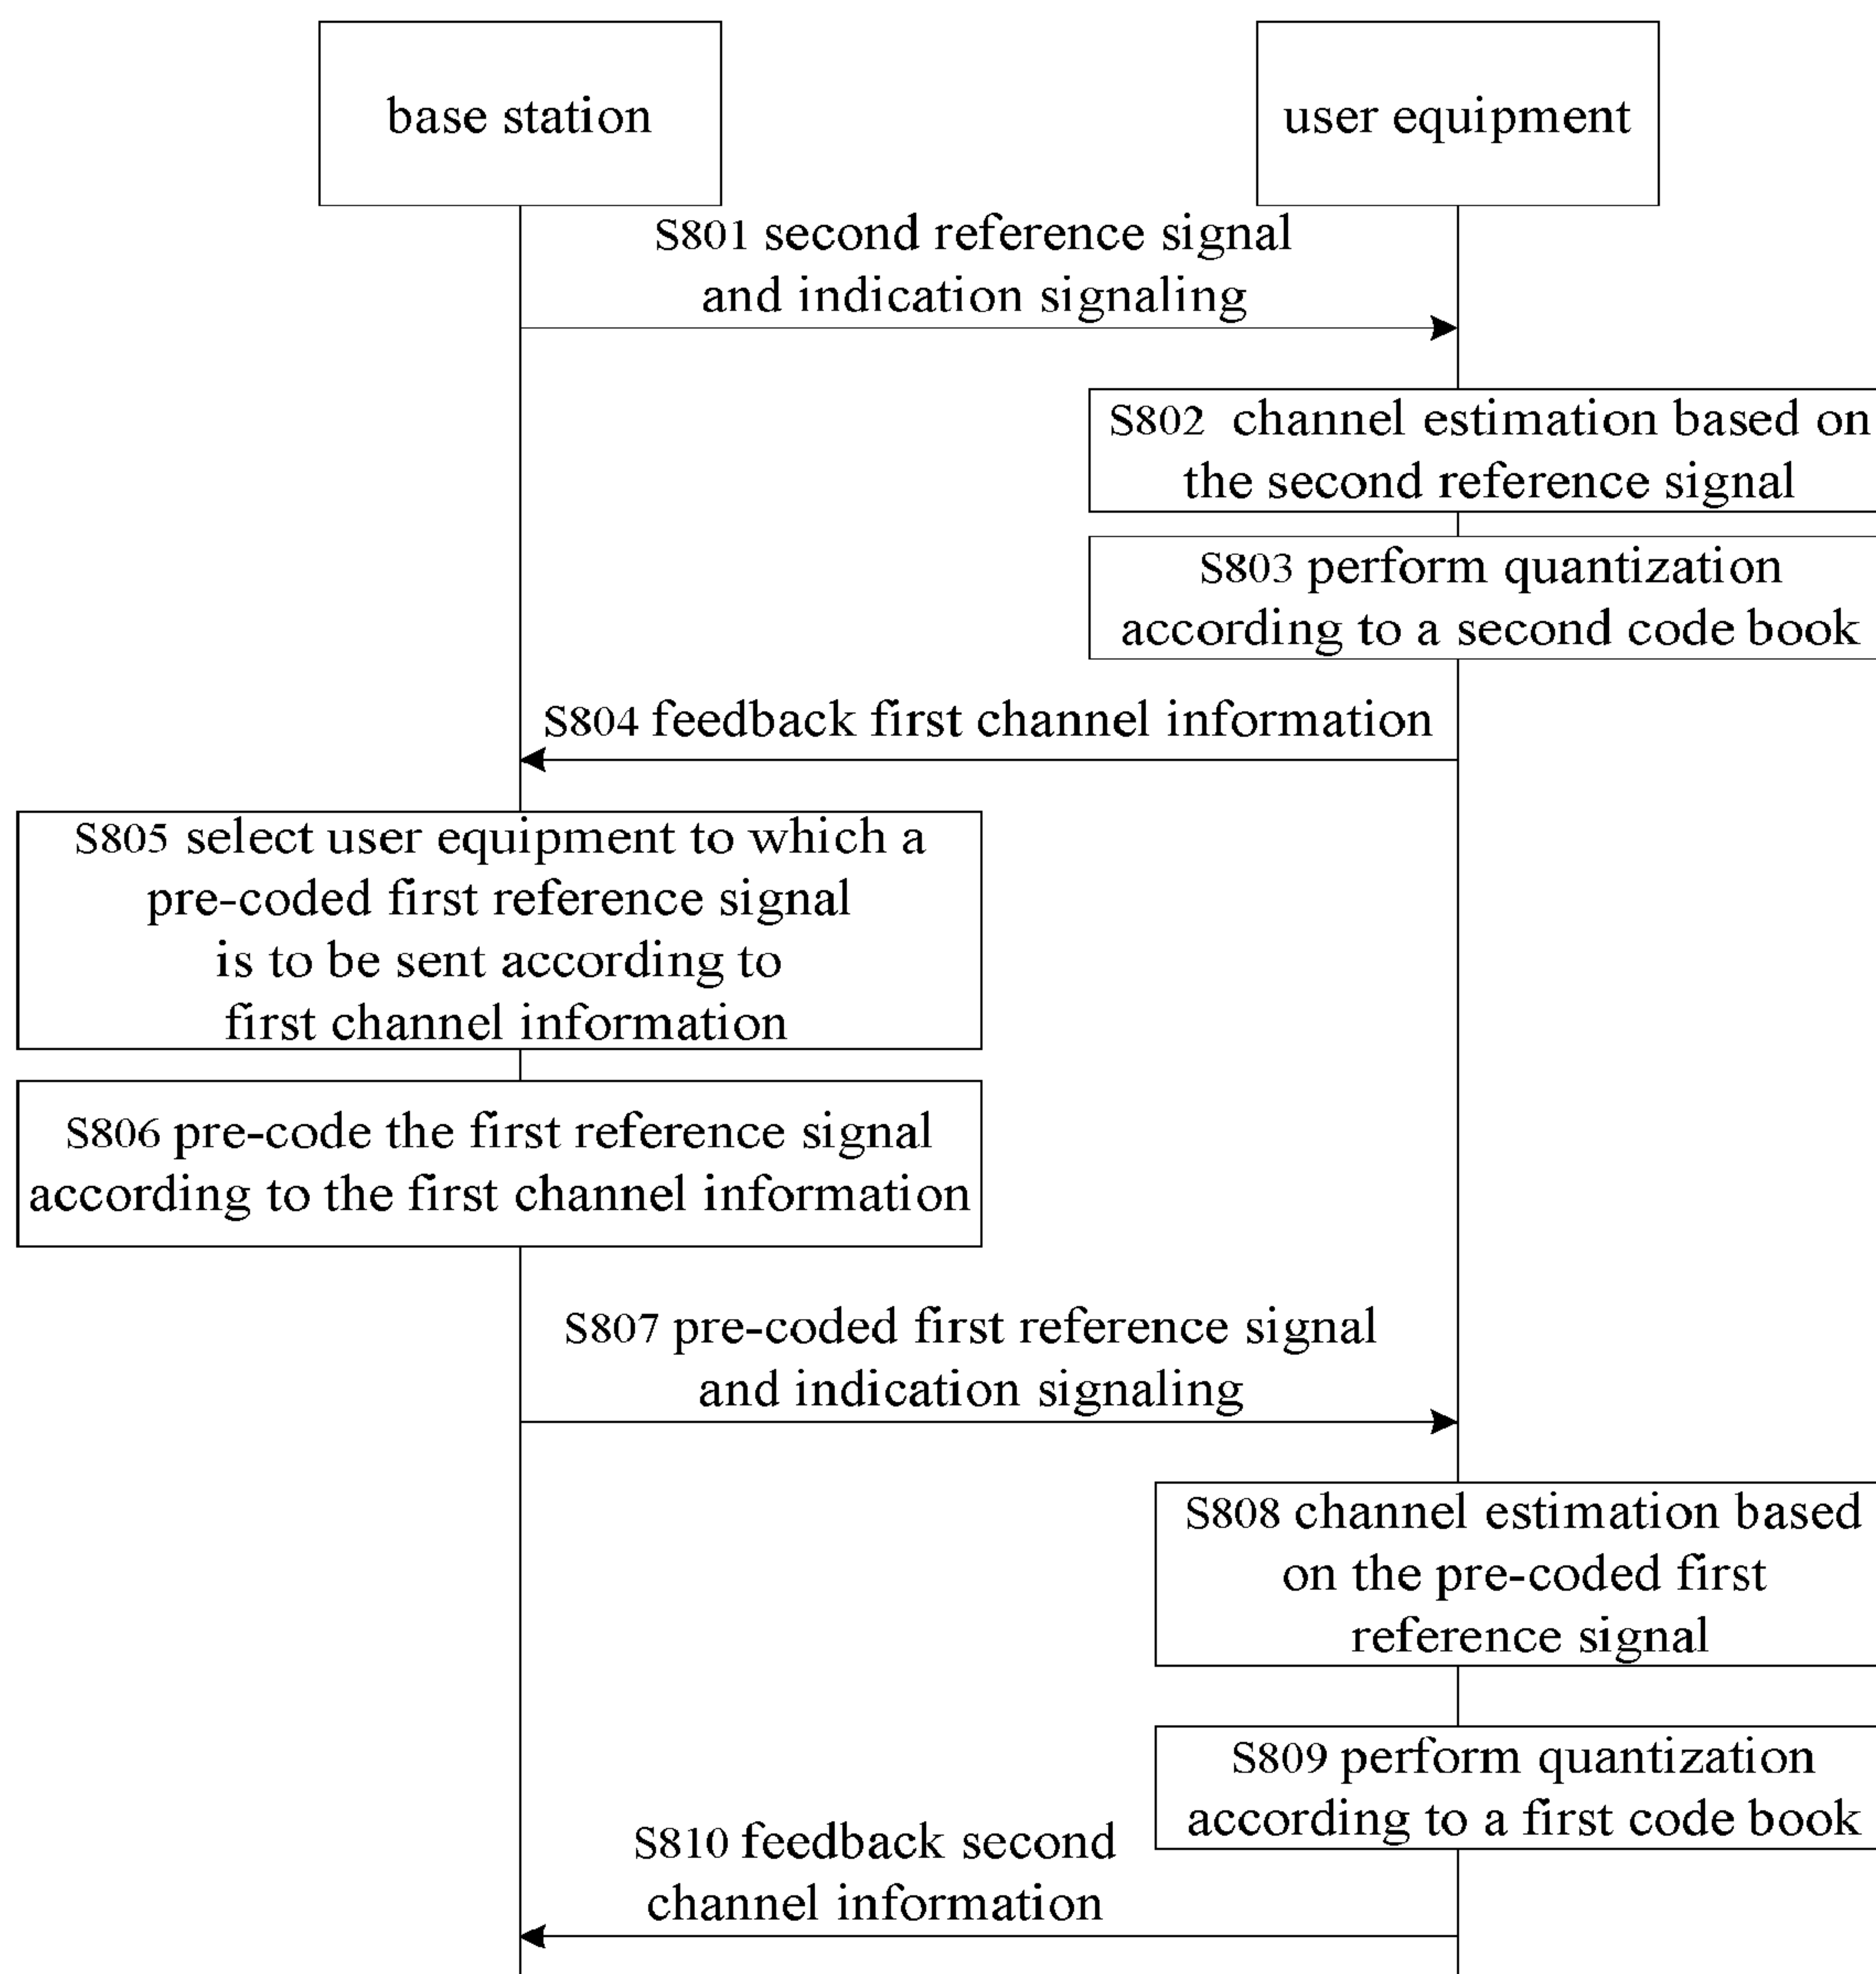 base station
user equipment
S801 second reference signal
and indication signaling
S802 channel estimation based on
the second reference signal
S803 perform quantization
according to a second code book
S804 feedback first channel information
S805 select user equipment to which a
pre-coded first reference signal
is to be sent according to
first channel information
S806 pre-code the first reference signal
according to the first channel information
S807 pre-coded first reference signal
and indication signaling
S808 channel estimation based
on the pre-coded first
reference signal
S809 perform quantization
according to a first code book
S810 feedback second
channel information